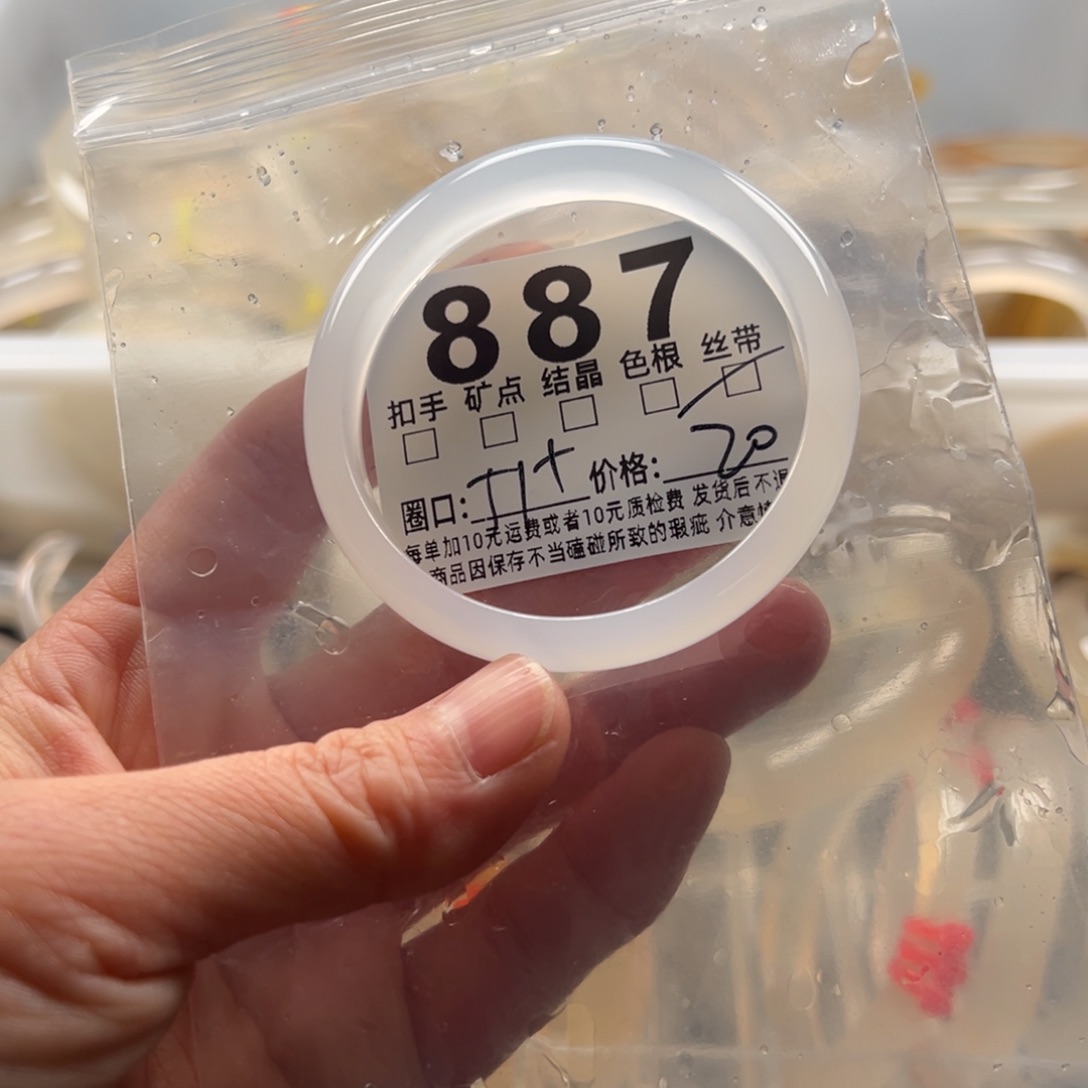 887
扣手 矿点 结晶 色根 丝带
圈口: 价格: 20
每单加10元运费或者10元质检费 发货后不退
商品因保存不当磕碰所致的瑕疵 介意